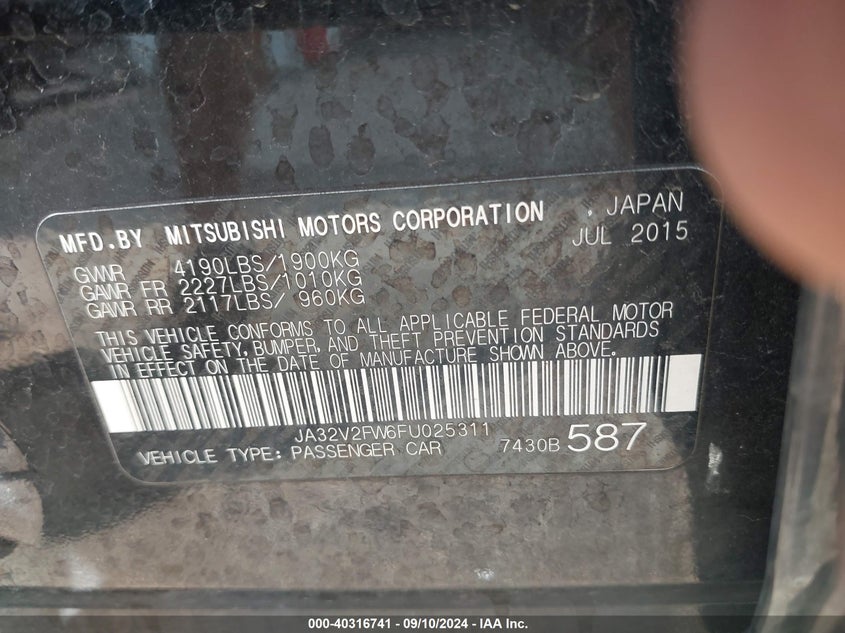 MFD.BY MITSUBISHI MOTORS CORPORATION , JAPAN
JUL 2015
GVWR 4190LBS/1900KG
GAWR FR 2227LBS/1010KG
GAWR RR 2117LBS/ 960KG
THIS VEHICLE CONFORMS TO ALL APPLICABLE FEDERAL MOTOR
VEHICLE SAFETY, BUMPER, AND THEFT PREVENTION STANDARDS
IN EFFECT ON THE DATE OF MANUFACTURE SHOWN ABOVE.
JA32V2FW6FU025311
VEHICLE TYPE: PASSENGER CAR 7430B 587
000-40316741 - 09/10/2024 - IAA Inc.